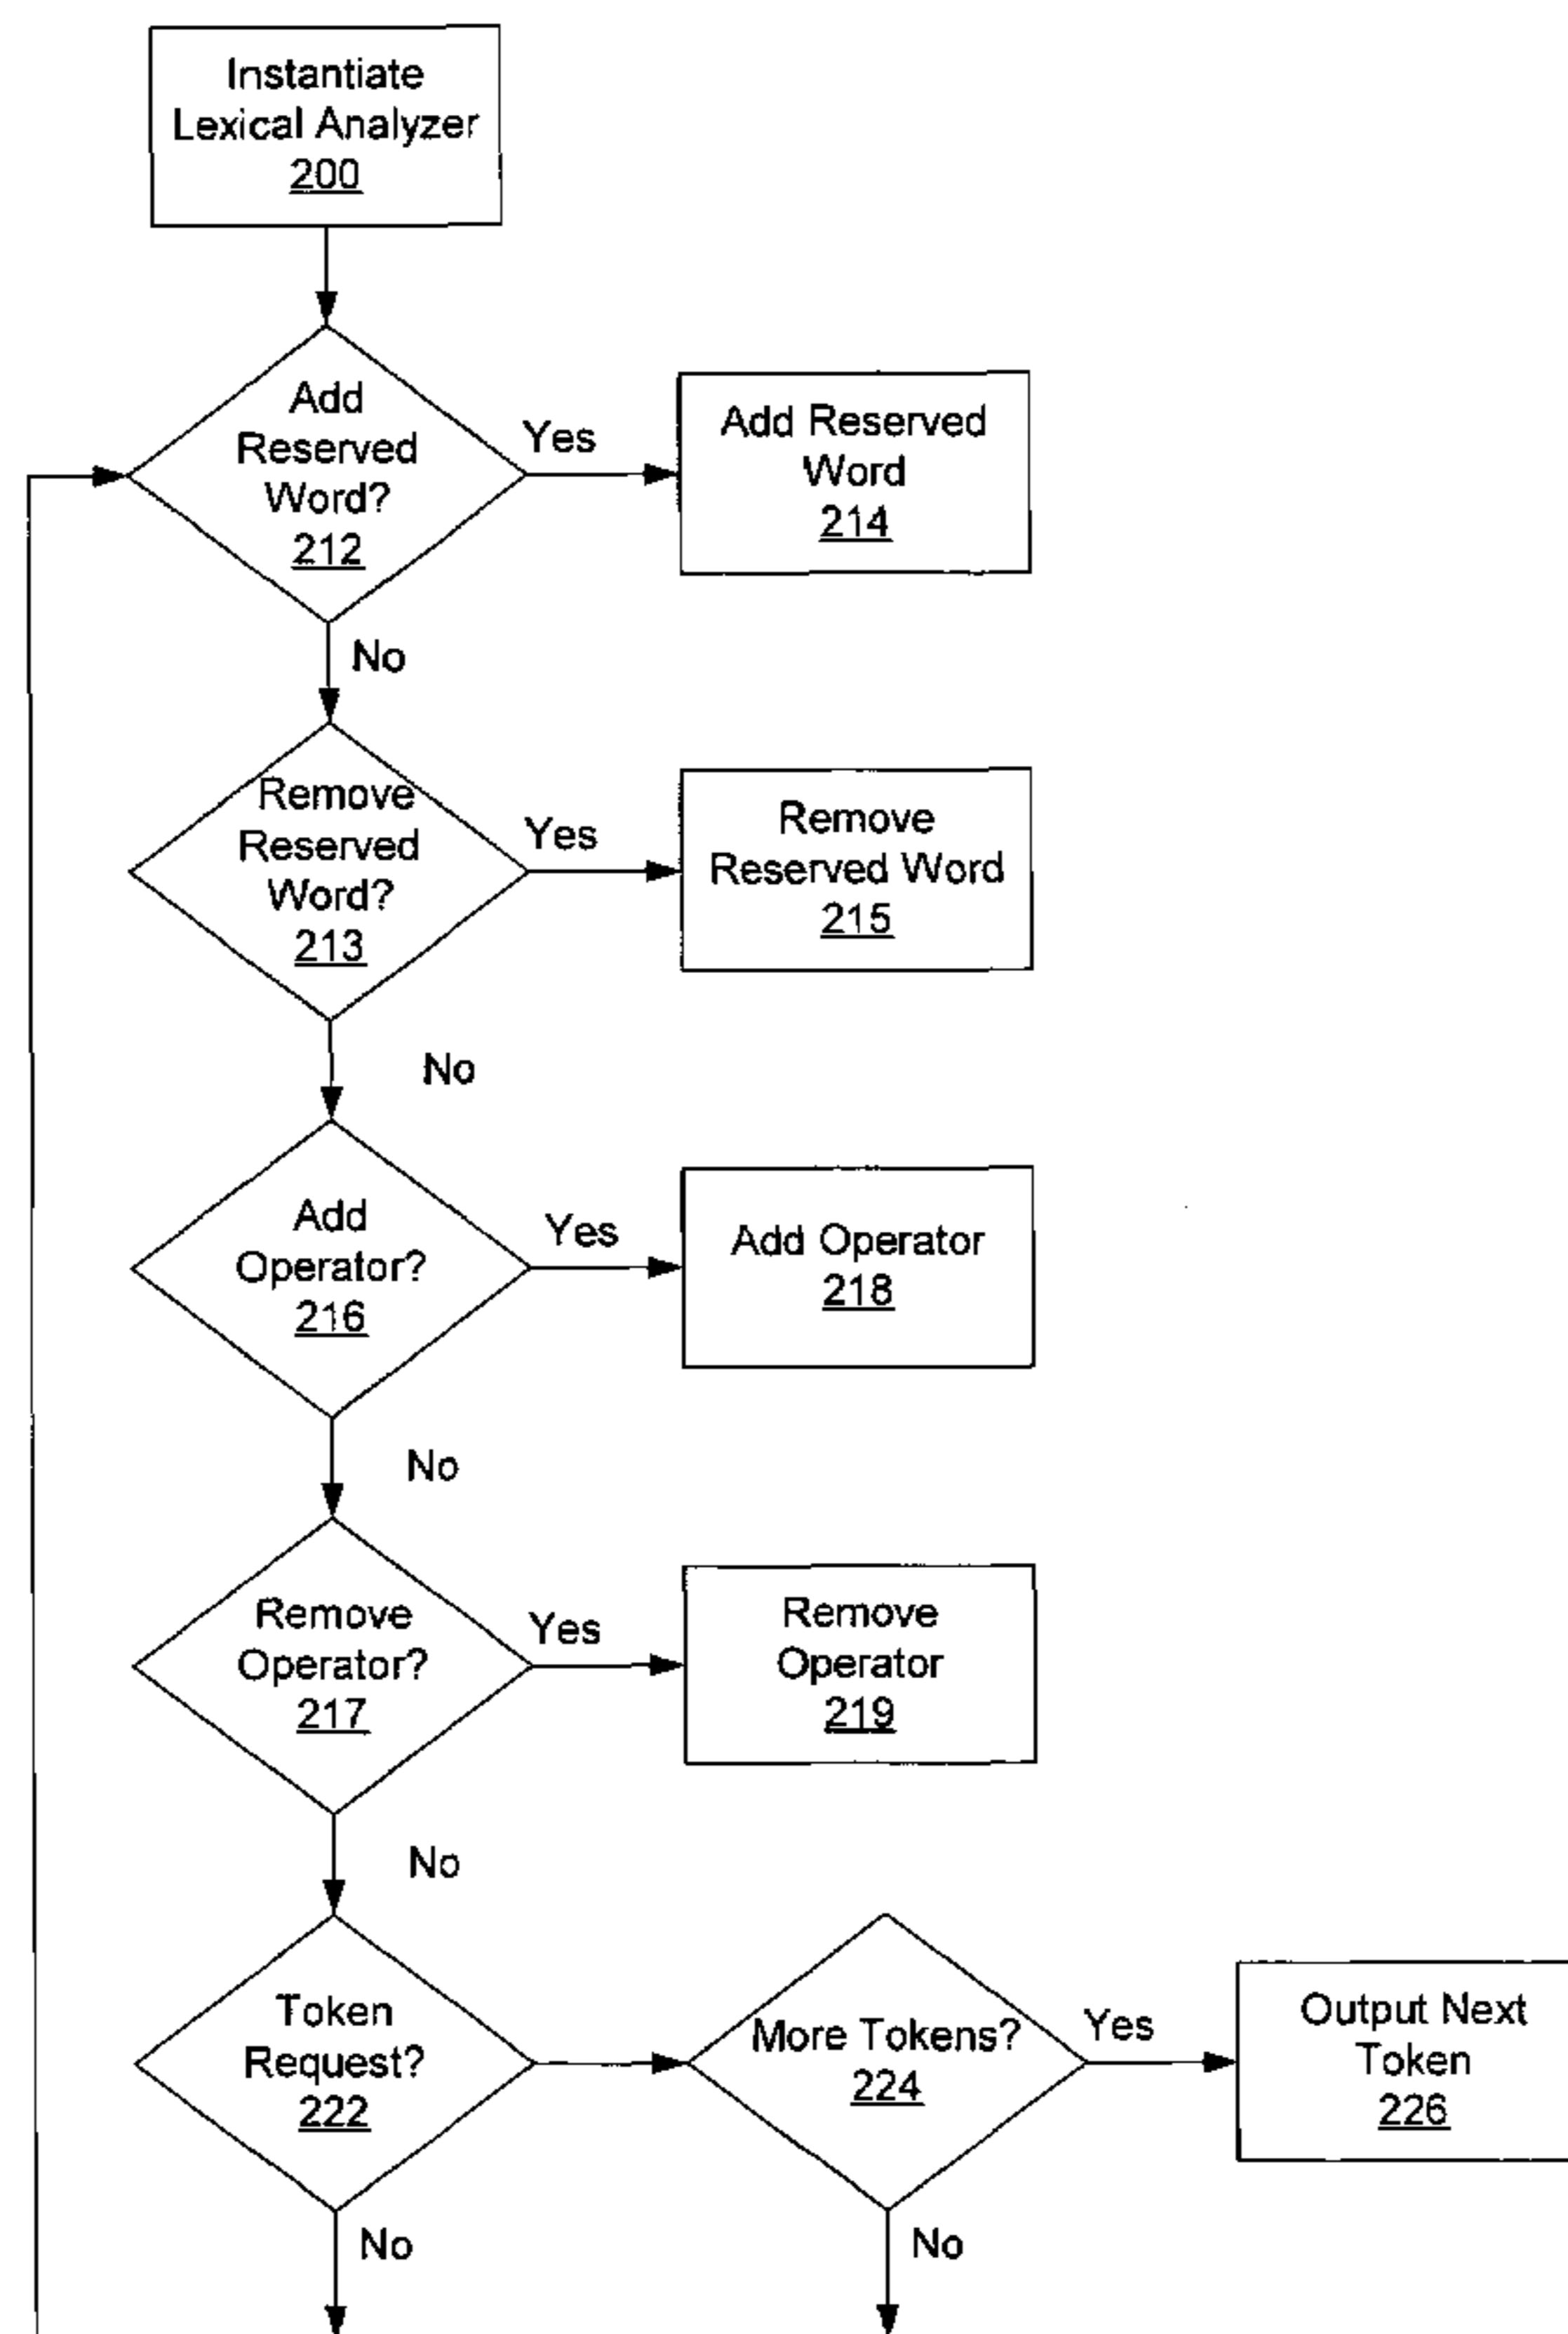 Instantiate
Lexical Analyzer
200
Add
Reserved
Word?
212
Yes
Add Reserved
Word
214
No
Remove
Reserved
Word?
213
Yes
Remove
Reserved Word
215
No
Add
Operator?
216
Yes
Add Operator
218
No
Remove
Operator?
217
Yes
Remove
Operator
219
No
Token
Request?
222
More Tokens?
224
Yes
Output Next
Token
226
No
No